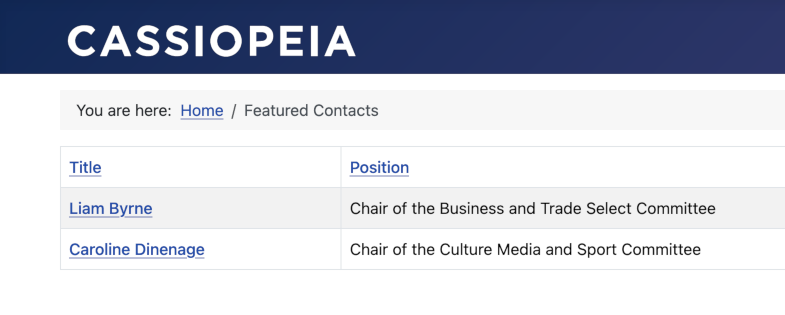 CASSIOPEIA
You are here: Home / Featured Contacts
Title Position
Liam Byrne Chair of the Business and Trade Select Committee
Caroline Dinenage Chair of the Culture Media and Sport Committee